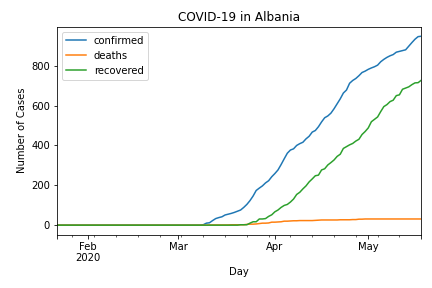 COVID-19 in Albania
confirmed
deaths
recovered
Number of Cases
800
600
400
200
0
Feb Mar Apr May
2020
Day